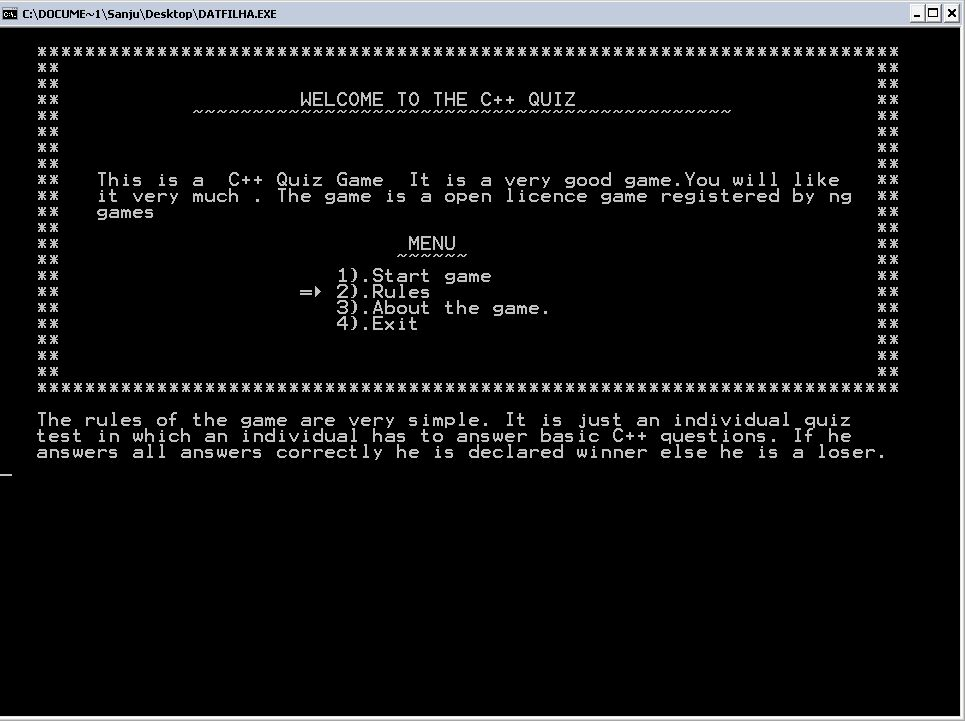 C:\DOCUME~1\Sanju\Desktop\DATFILHA.EXE
************************************************************************
** **
** **
** WELCOME TO THE C++ QUIZ **
** ~~~~~~~~~~~~~~~~~~~~~~~~~~~~~~~~~~~~~~~~~~~~~ **
** **
** **
** **
** This is a  C++ Quiz Game  It is a very good game.You will like **
** it very much . The game is a open licence game registered by ng **
** games **
** **
** MENU **
** ~~~~~~ **
** 1).Start game **
** => 2).Rules **
** 3).About the game. **
** 4).Exit **
** **
** **
** **
************************************************************************
The rules of the game are very simple. It is just an individual quiz
test in which an individual has to answer basic C++ questions. If he
answers all answers correctly he is declared winner else he is a loser.
_